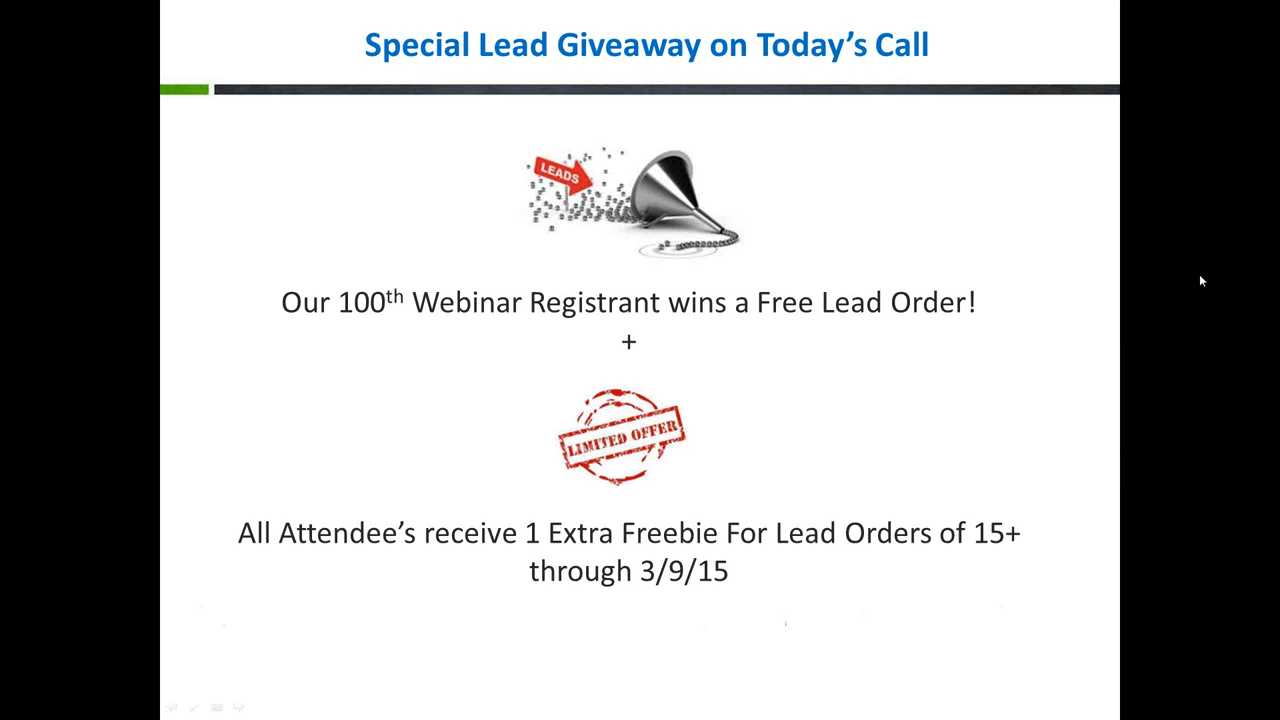 Special Lead Giveaway on Today’s Call
LEADS
Our 100th Webinar Registrant wins a Free Lead Order!
+
LIMITED OFFER
All Attendee’s receive 1 Extra Freebie For Lead Orders of 15+
through 3/9/15